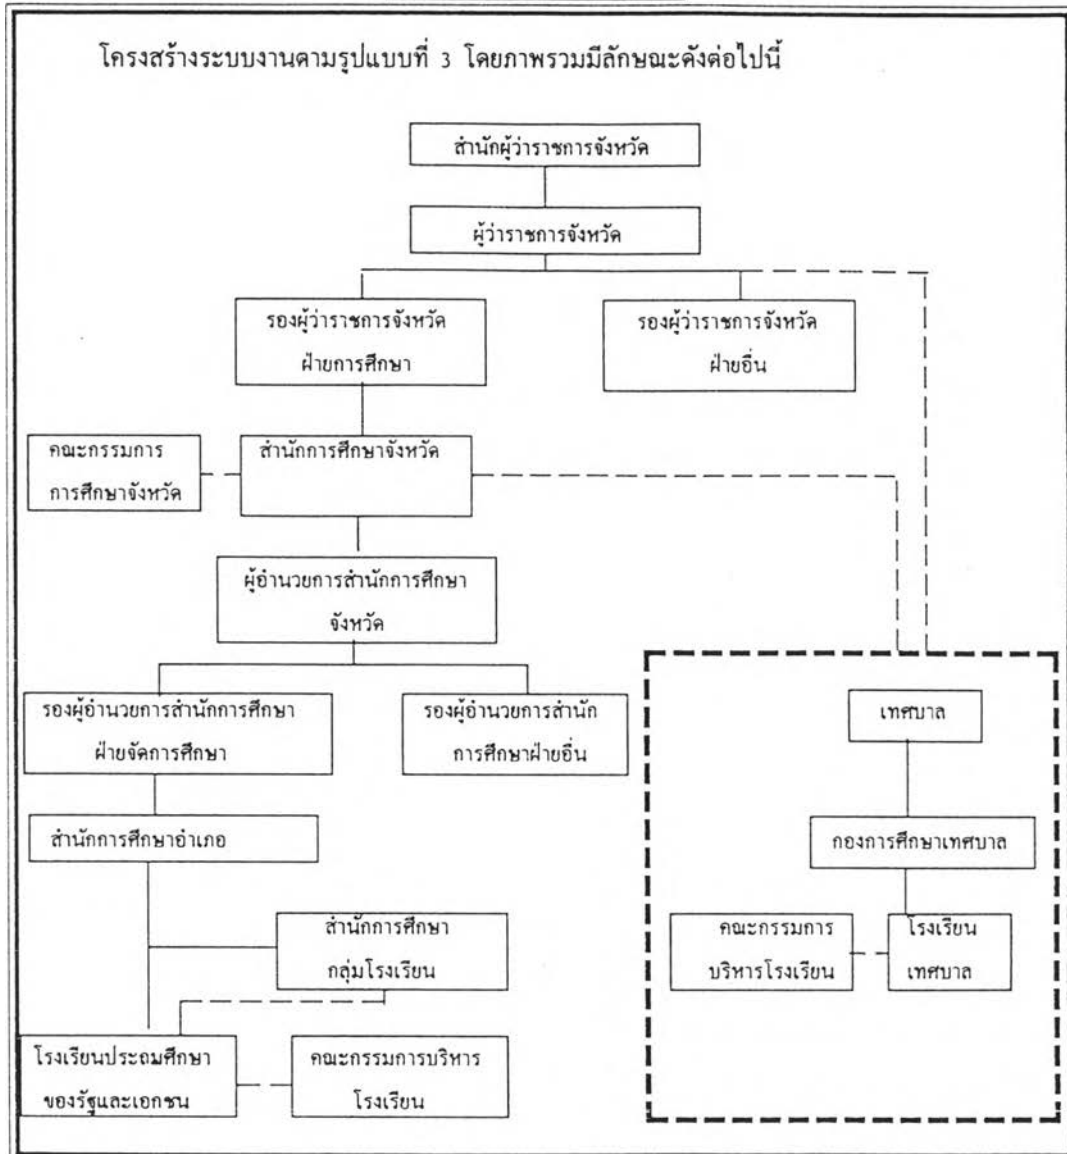 โครงสร้างระบบงานตามรูปแบบที่ 3 โดยภาพรวมมีลักษณะดังต่อไปนี้
สำนักผู้ว่าราชการจังหวัด
ผู้ว่าราชการจังหวัด
รองผู้ว่าราชการจังหวัด
ฝ่ายการศึกษา
รองผู้ว่าราชการจังหวัด
ฝ่ายอื่น
คณะกรรมการ
การศึกษาจังหวัด
สำนักการศึกษาจังหวัด
ผู้อำนวยการสำนักการศึกษา
จังหวัด
รองผู้อำนวยการสำนักการศึกษา
ฝ่ายจัดการศึกษา
รองผู้อำนวยการสำนัก
การศึกษาฝ่ายอื่น
เทศบาล
สำนักการศึกษาอำเภอ
กองการศึกษาเทศบาล
สำนักการศึกษา
กลุ่มโรงเรียน
คณะกรรมการ
บริหารโรงเรียน
โรงเรียน
เทศบาล
โรงเรียนประถมศึกษา
ของรัฐและเอกชน
คณะกรรมการบริหาร
โรงเรียน